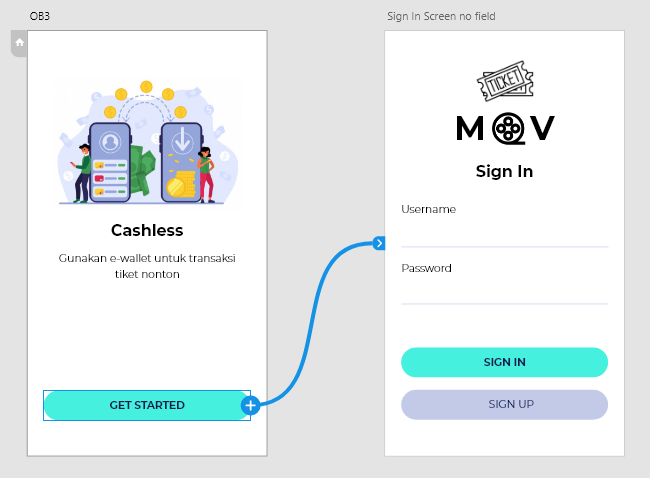 OB3
Cashless
Gunakan e-wallet untuk transaksi
tiket nonton
GET STARTED
Sign In Screen no field
TICKET
MOV
Sign In
Username
Password
SIGN IN
SIGN UP